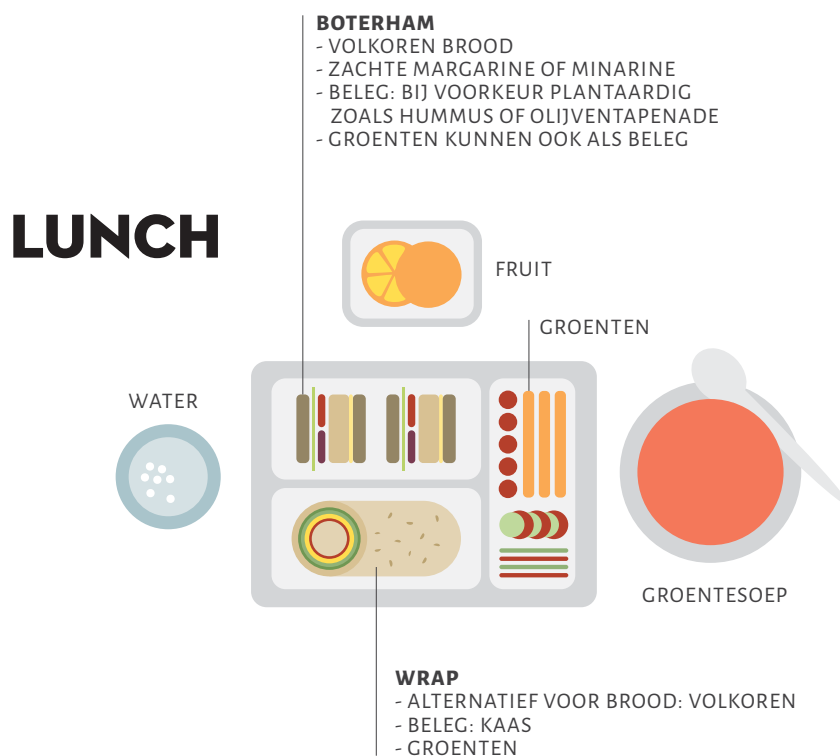 BOTERHAM
- VOLKOREN BROOD
- ZACHTE MARGARINE OF MINARINE
- BELEG: BIJ VOORKEUR PLANTAARDIG
ZOALS HUMMUS OF OLIJVENTAPENADE
- GROENTEN KUNNEN OOK ALS BELEG
LUNCH
FRUIT
GROENTEN
WATER
GROENTESOEP
WRAP
- ALTERNATIEF VOOR BROOD: VOLKOREN
- BELEG: KAAS
- GROENTEN